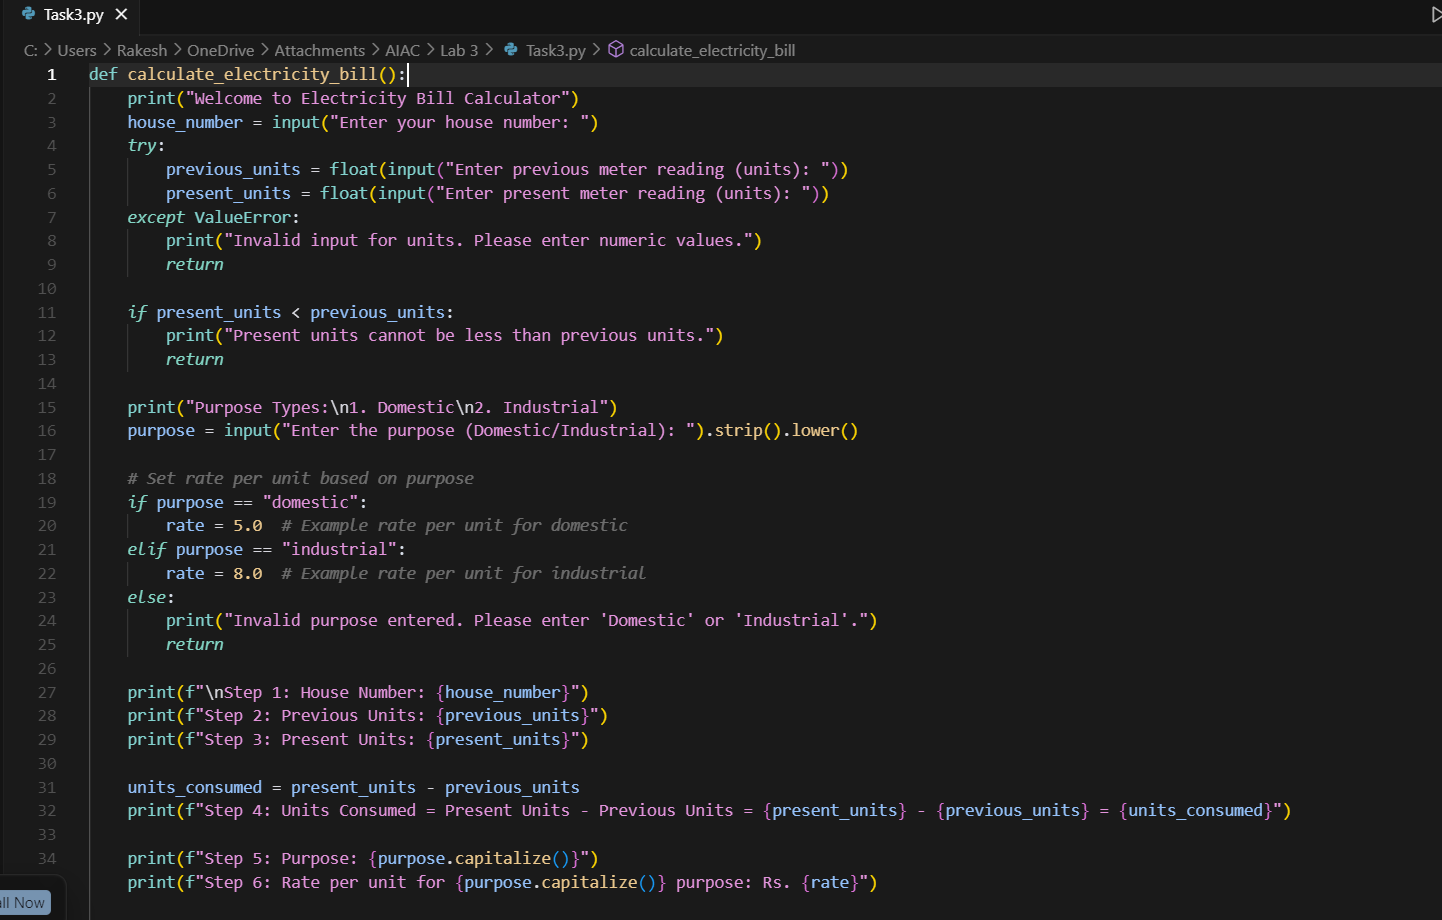 Task3.py
C: > Users > Rakesh > OneDrive > Attachments > AIAC > Lab 3 > Task3.py > calculate_electricity_bill
1 def calculate_electricity_bill():
2     print("Welcome to Electricity Bill Calculator")
3     house_number = input("Enter your house number: ")
4     try:
5         previous_units = float(input("Enter previous meter reading (units): "))
6         present_units = float(input("Enter present meter reading (units): "))
7     except ValueError:
8         print("Invalid input for units. Please enter numeric values.")
9         return
10
11     if present_units < previous_units:
12         print("Present units cannot be less than previous units.")
13         return
14
15     print("Purpose Types:\n1. Domestic\n2. Industrial")
16     purpose = input("Enter the purpose (Domestic/Industrial): ").strip().lower()
17
18     # Set rate per unit based on purpose
19     if purpose == "domestic":
20         rate = 5.0  # Example rate per unit for domestic
21     elif purpose == "industrial":
22         rate = 8.0  # Example rate per unit for industrial
23     else:
24         print("Invalid purpose entered. Please enter 'Domestic' or 'Industrial'.")
25         return
26
27     print(f"\nStep 1: House Number: {house_number}")
28     print(f"Step 2: Previous Units: {previous_units}")
29     print(f"Step 3: Present Units: {present_units}")
30
31     units_consumed = present_units - previous_units
32     print(f"Step 4: Units Consumed = Present Units - Previous Units = {present_units} - {previous_units} = {units_consumed}")
33
34     print(f"Step 5: Purpose: {purpose.capitalize()}")
    print(f"Step 6: Rate per unit for {purpose.capitalize()} purpose: Rs. {rate}")
Now